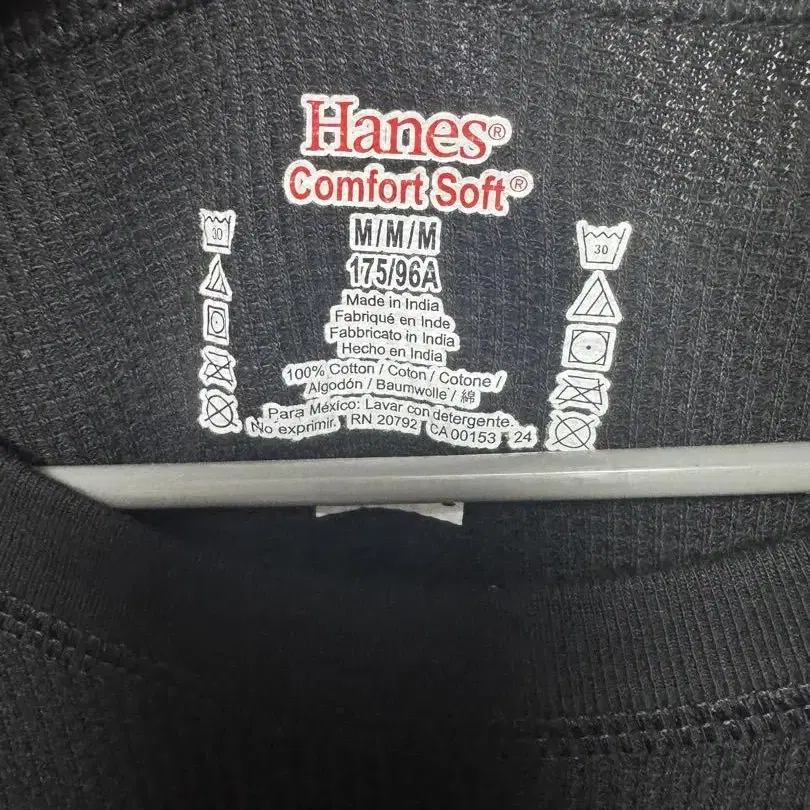 Hanes®
Comfort Soft®
M/M/M
175/96A
Made in India
Fabriqué en Inde
Fabbricato in India
Hecho en India
100% Cotton / Coton / Cotone /
Algodón / Baumwolle / 綿
Para México: Lavar con detergente.
No exprimir. RN 20792 CA 00153 24
30
30